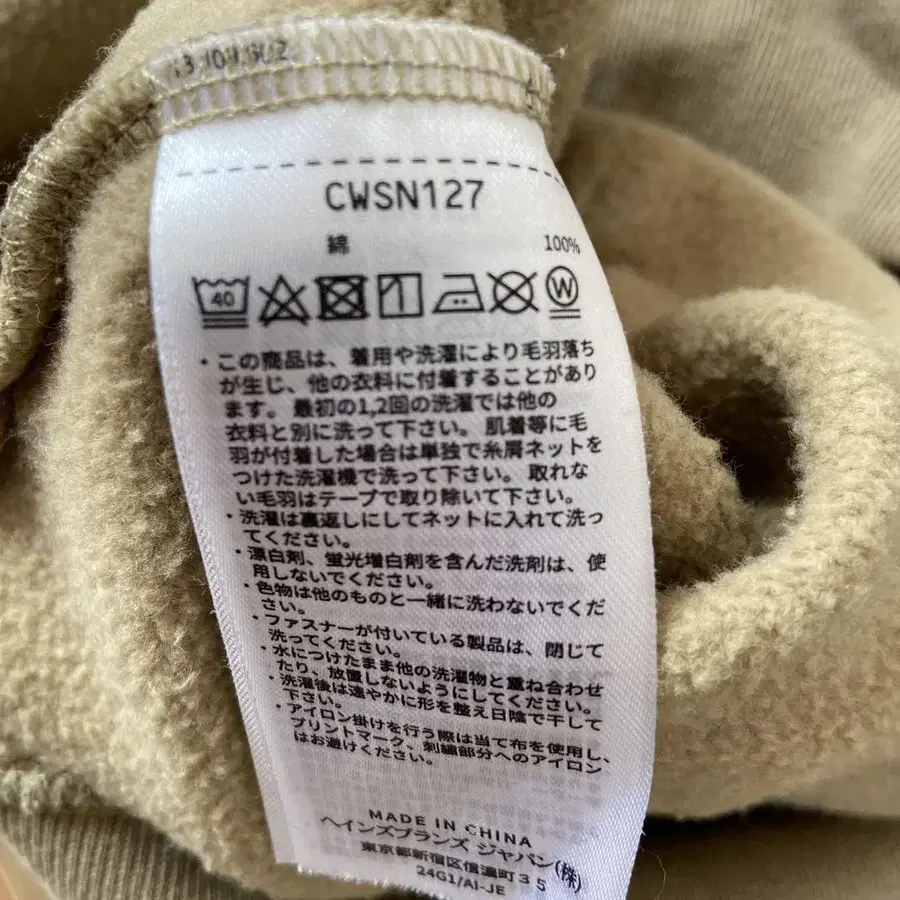 CWSN127
綿 100%
40
W
・この商品は、着用や洗濯により毛羽落ち
が生じ、他の衣料に付着することがあり
ます。最初の1,2回の洗濯では他の
衣料と別に洗って下さい。肌着等に毛
羽が付着した場合は単独で糸屑ネットを
つけた洗濯機で洗って下さい。取れな
い毛羽はテープで取り除いて下さい。
・洗濯は裏返しにしてネットに入れて洗っ
てください。
・漂白剤、蛍光増白剤を含んだ洗剤は、使
用しないでください。
・色物は他のものと一緒に洗わないでくだ
さい。
・ファスナーが付いている製品は、閉じて
洗ってください。
・水につけたまま他の洗濯物と重ね合わせ
たり、放置しないようにしてください。
・洗濯後は速やかに形を整え日陰で干して
下さい。
・アイロン掛けを行う際は当て布を使用し、
プリントマーク、刺繍部分へのアイロン
はお避けください。
MADE IN CHINA
ヘインズブランズ ジャパン(株)
東京都新宿区信濃町35
24G1/AI-JE